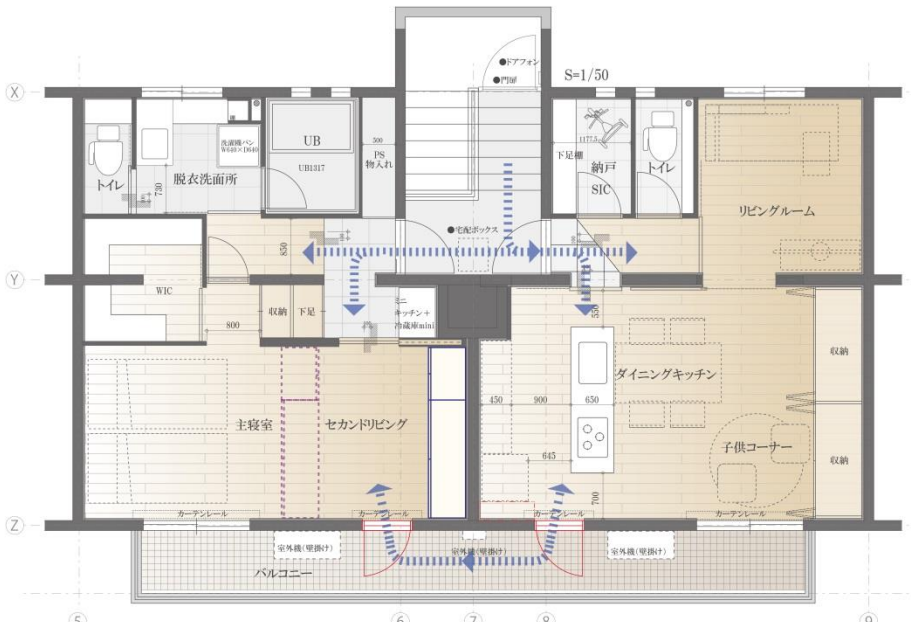 ●ドアフォン
●門扉
S=1/50
X
洗濯機パン
W640×D640
UB
UB1317
500
PS
物入れ
1177.5
下足棚
納戸
SIC
トイレ
トイレ
脱衣洗面所
730
リビングルーム
●宅配ボックス
850
Y
WIC
800
収納
下足
ミニ
キッチン+
冷蔵庫mini
550
ダイニングキッチン
収納
450
900
650
主寝室
セカンドリビング
子供コーナー
645
700
収納
カーテンレール
カーテンレール
カーテンレール
カーテンレール
Z
室外機(壁掛け)
室外機(壁掛け)
室外機(壁掛け)
バルコニー
5
6
7
8
9